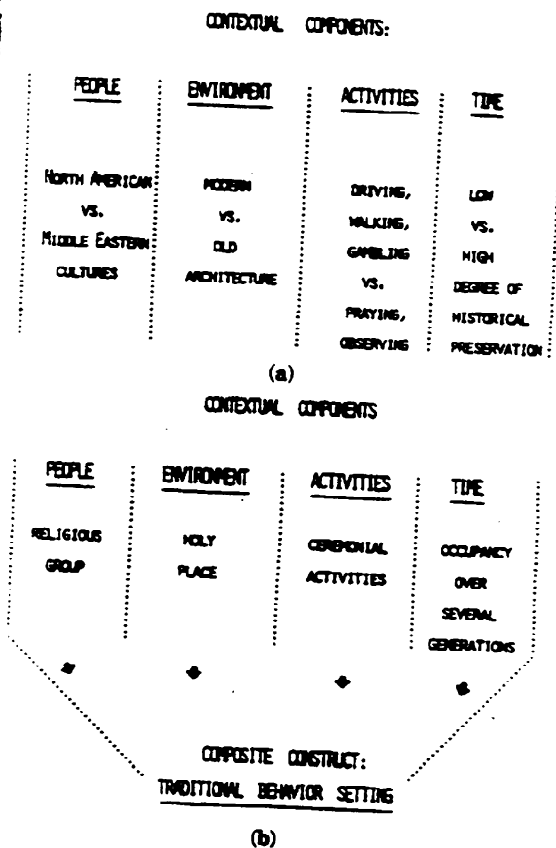 CONTEXTUAL COMPONENTS:
PEOPLE
NORTH AMERICAN
VS.
MIDDLE EASTERN
CULTURES
ENVIRONMENT
MODERN
VS.
OLD
ARCHITECTURE
ACTIVITIES
DRIVING,
WALKING,
GAMBLING
VS.
PRAYING,
OBSERVING
TIME
LOW
VS.
HIGH
DEGREE OF
HISTORICAL
PRESERVATION
(a)
CONTEXTUAL COMPONENTS
PEOPLE
RELIGIOUS
GROUP
ENVIRONMENT
HOLY
PLACE
ACTIVITIES
CEREMONIAL
ACTIVITIES
TIME
OCCUPANCY
OVER
SEVERAL
GENERATIONS
COMPOSITE CONSTRUCT:
TRADITIONAL BEHAVIOR SETTING
(b)